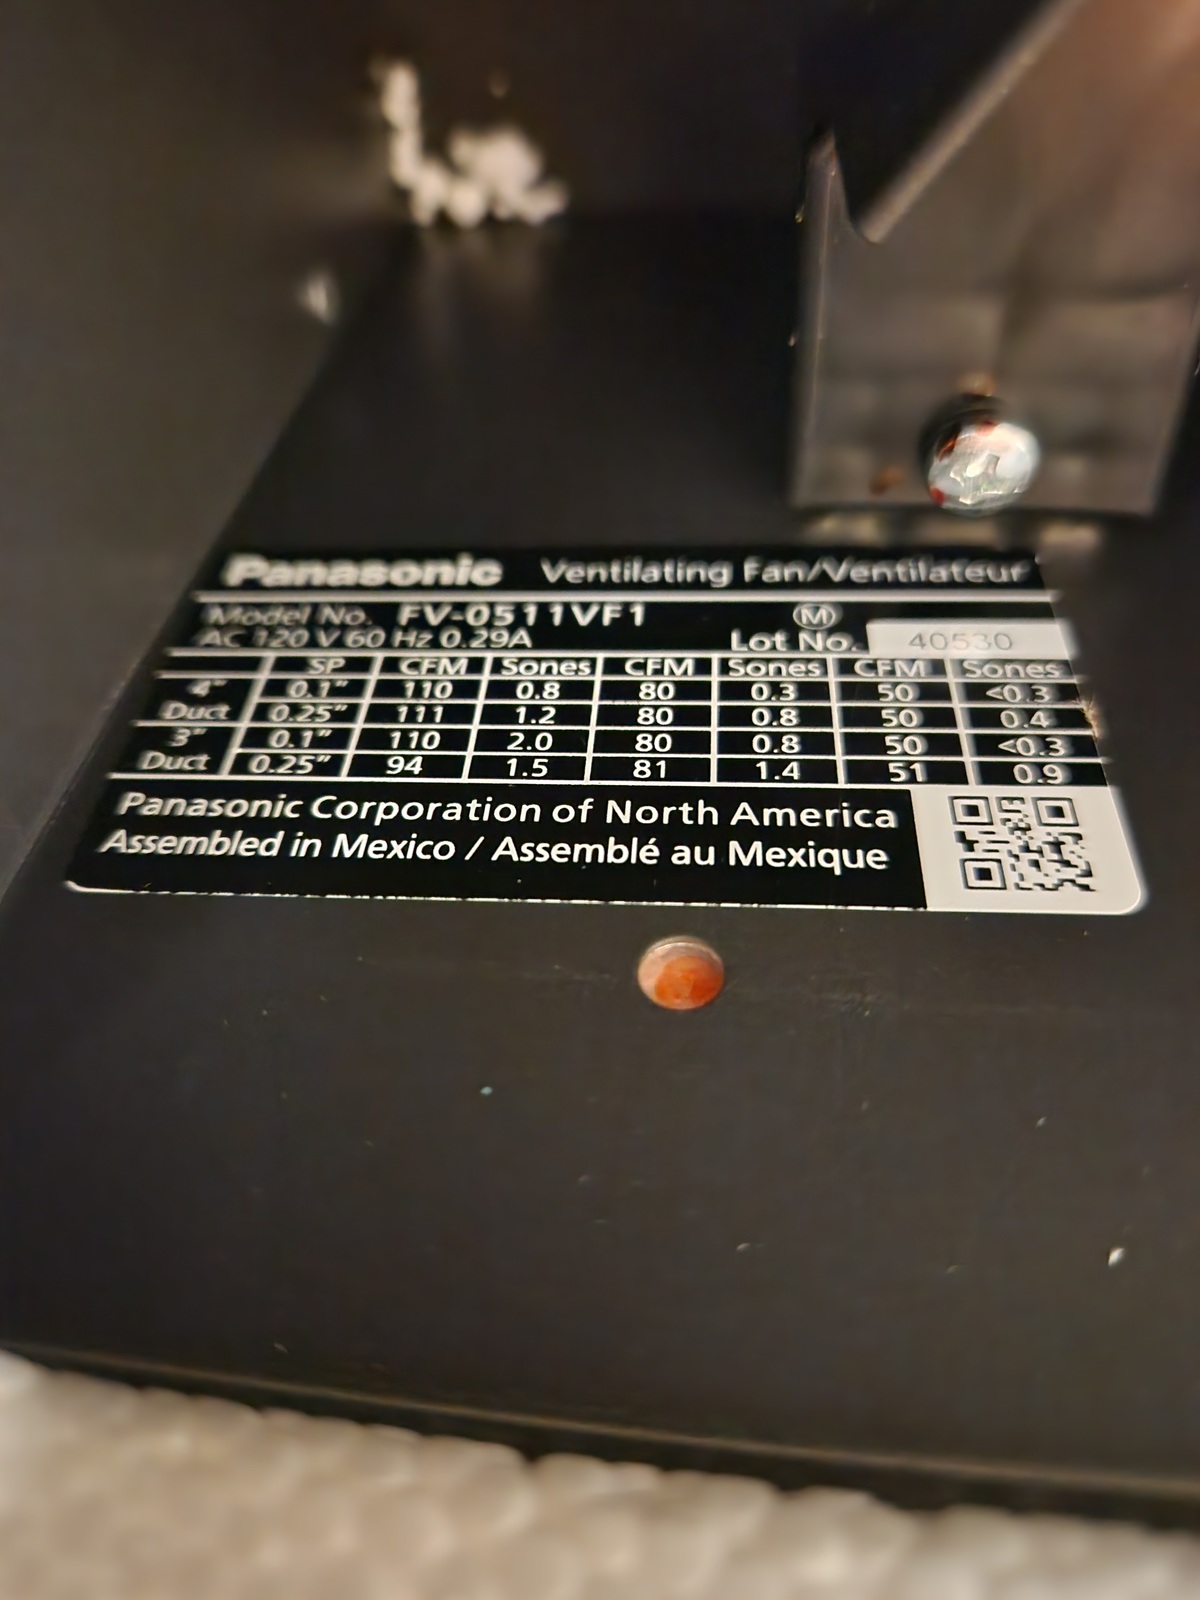 Panasonic Ventilating Fan/Ventilateur
Model No. FV-0511VF1 M
AC 120 V 60 Hz 0.29A Lot No. 40530
SP CFM Sones CFM Sones CFM Sones
4" Duct 0.1" 110 0.8 80 0.3 50 <0.3
0.25" 111 1.2 80 0.8 50 0.4
3" Duct 0.1" 110 2.0 80 0.8 50 <0.3
0.25" 94 1.5 81 1.4 51 0.9
Panasonic Corporation of North America
Assembled in Mexico / Assemblé au Mexique